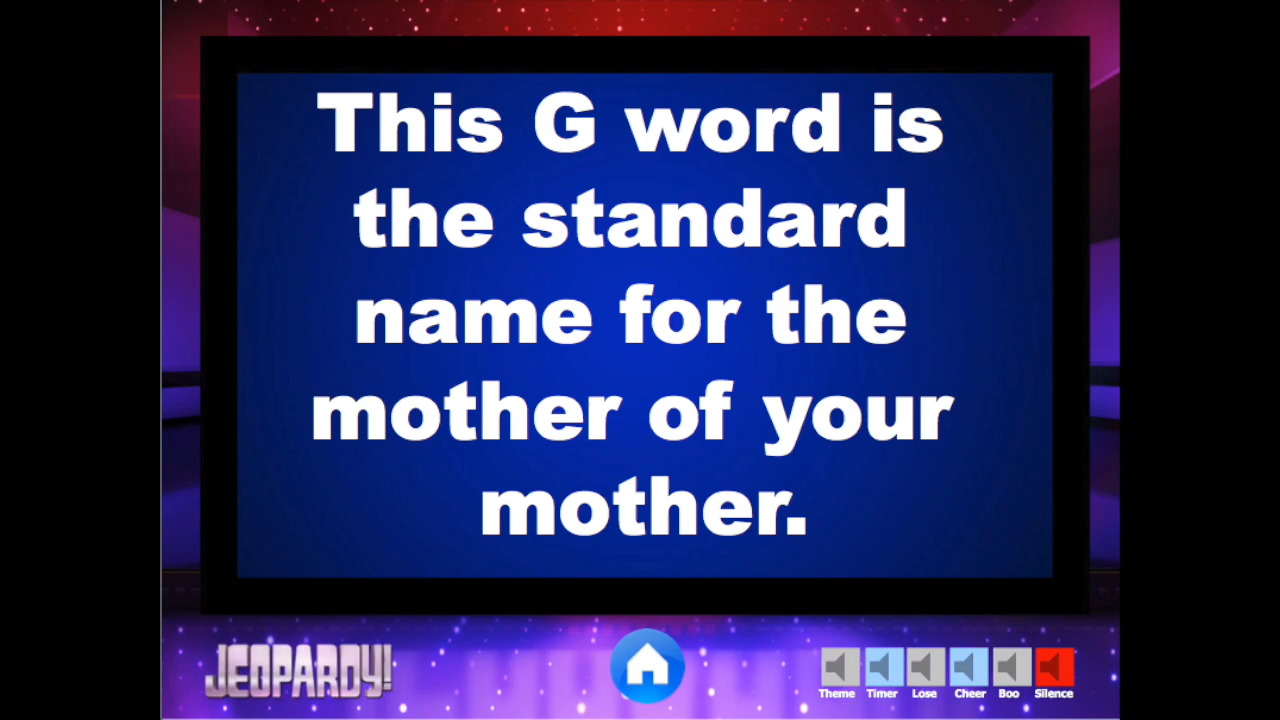 This G word is
the standard
name for the
mother of your
mother.
JEOPARDY!
Theme Timer Lose Cheer Boo Silence